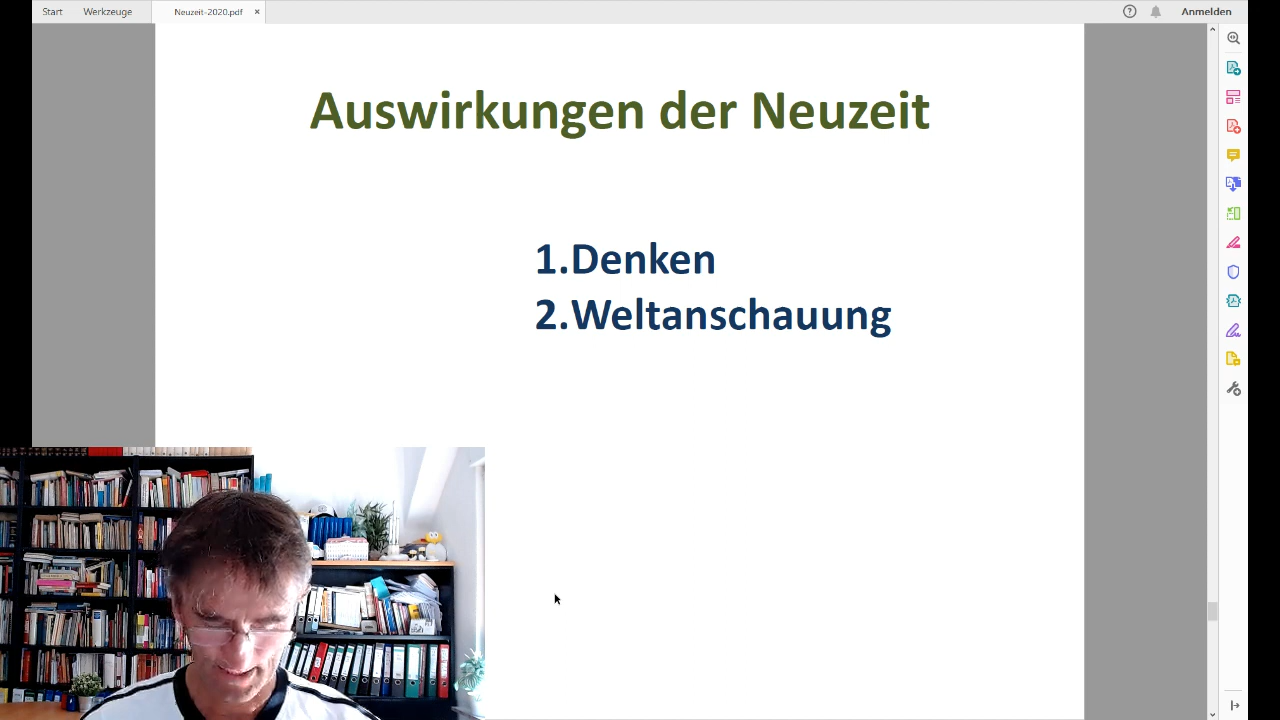 Start Werkzeuge Neuzeit-2020.pdf × Anmelden
Auswirkungen der Neuzeit
1.Denken
2.Weltanschauung